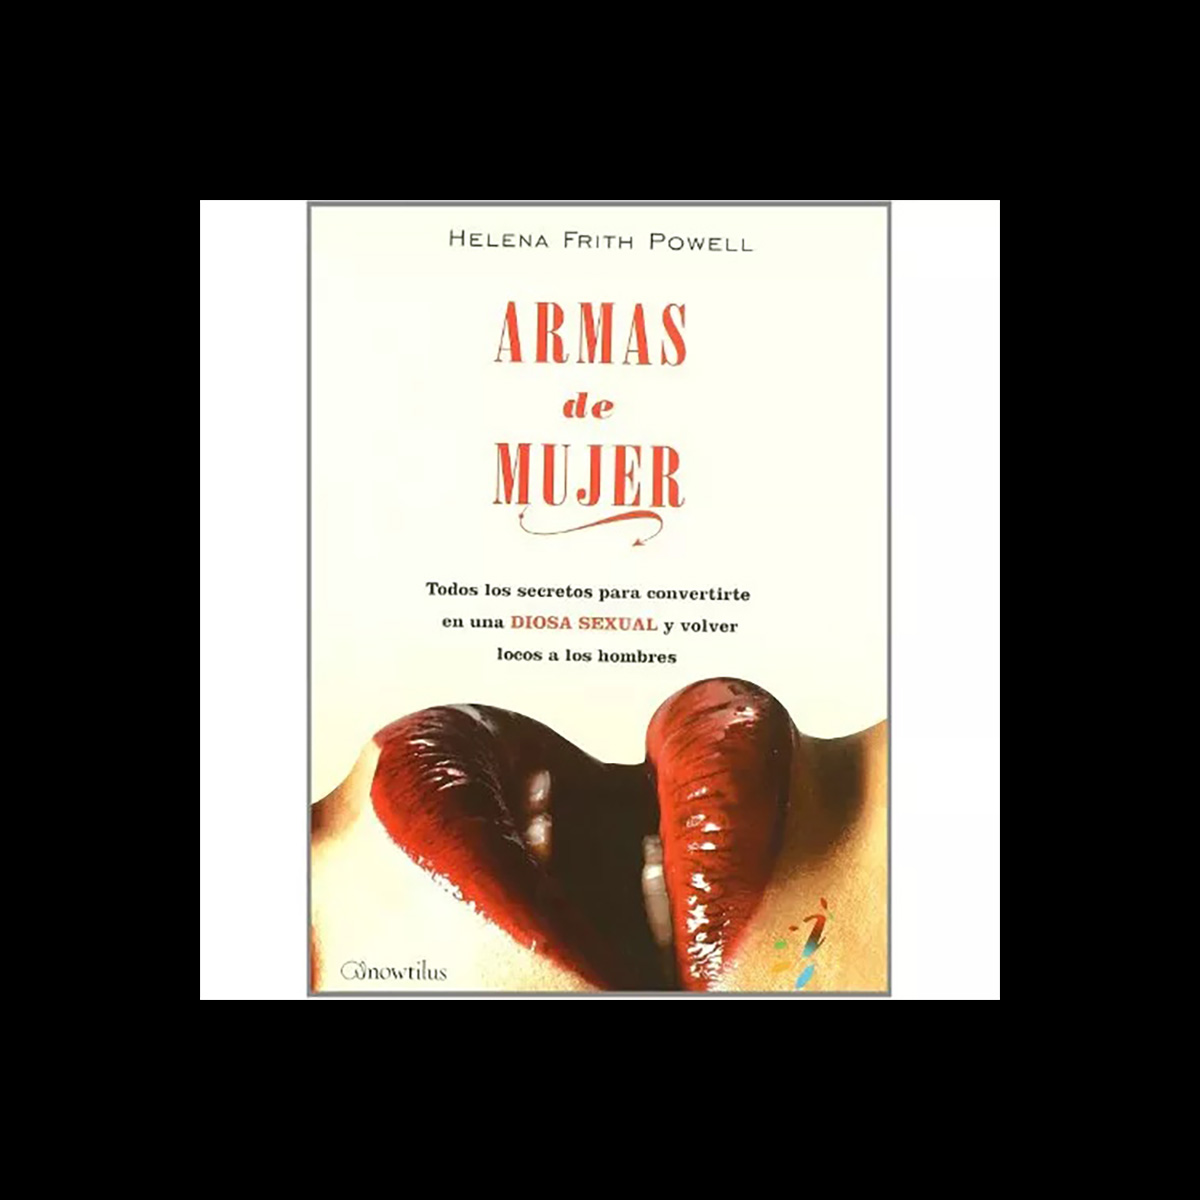 HELENA FRITH POWELL
ARMAS
de
MUJER
Todos los secretos para convertirte
en una DIOSA SEXUAL y volver
locos a los hombres
nowtilus